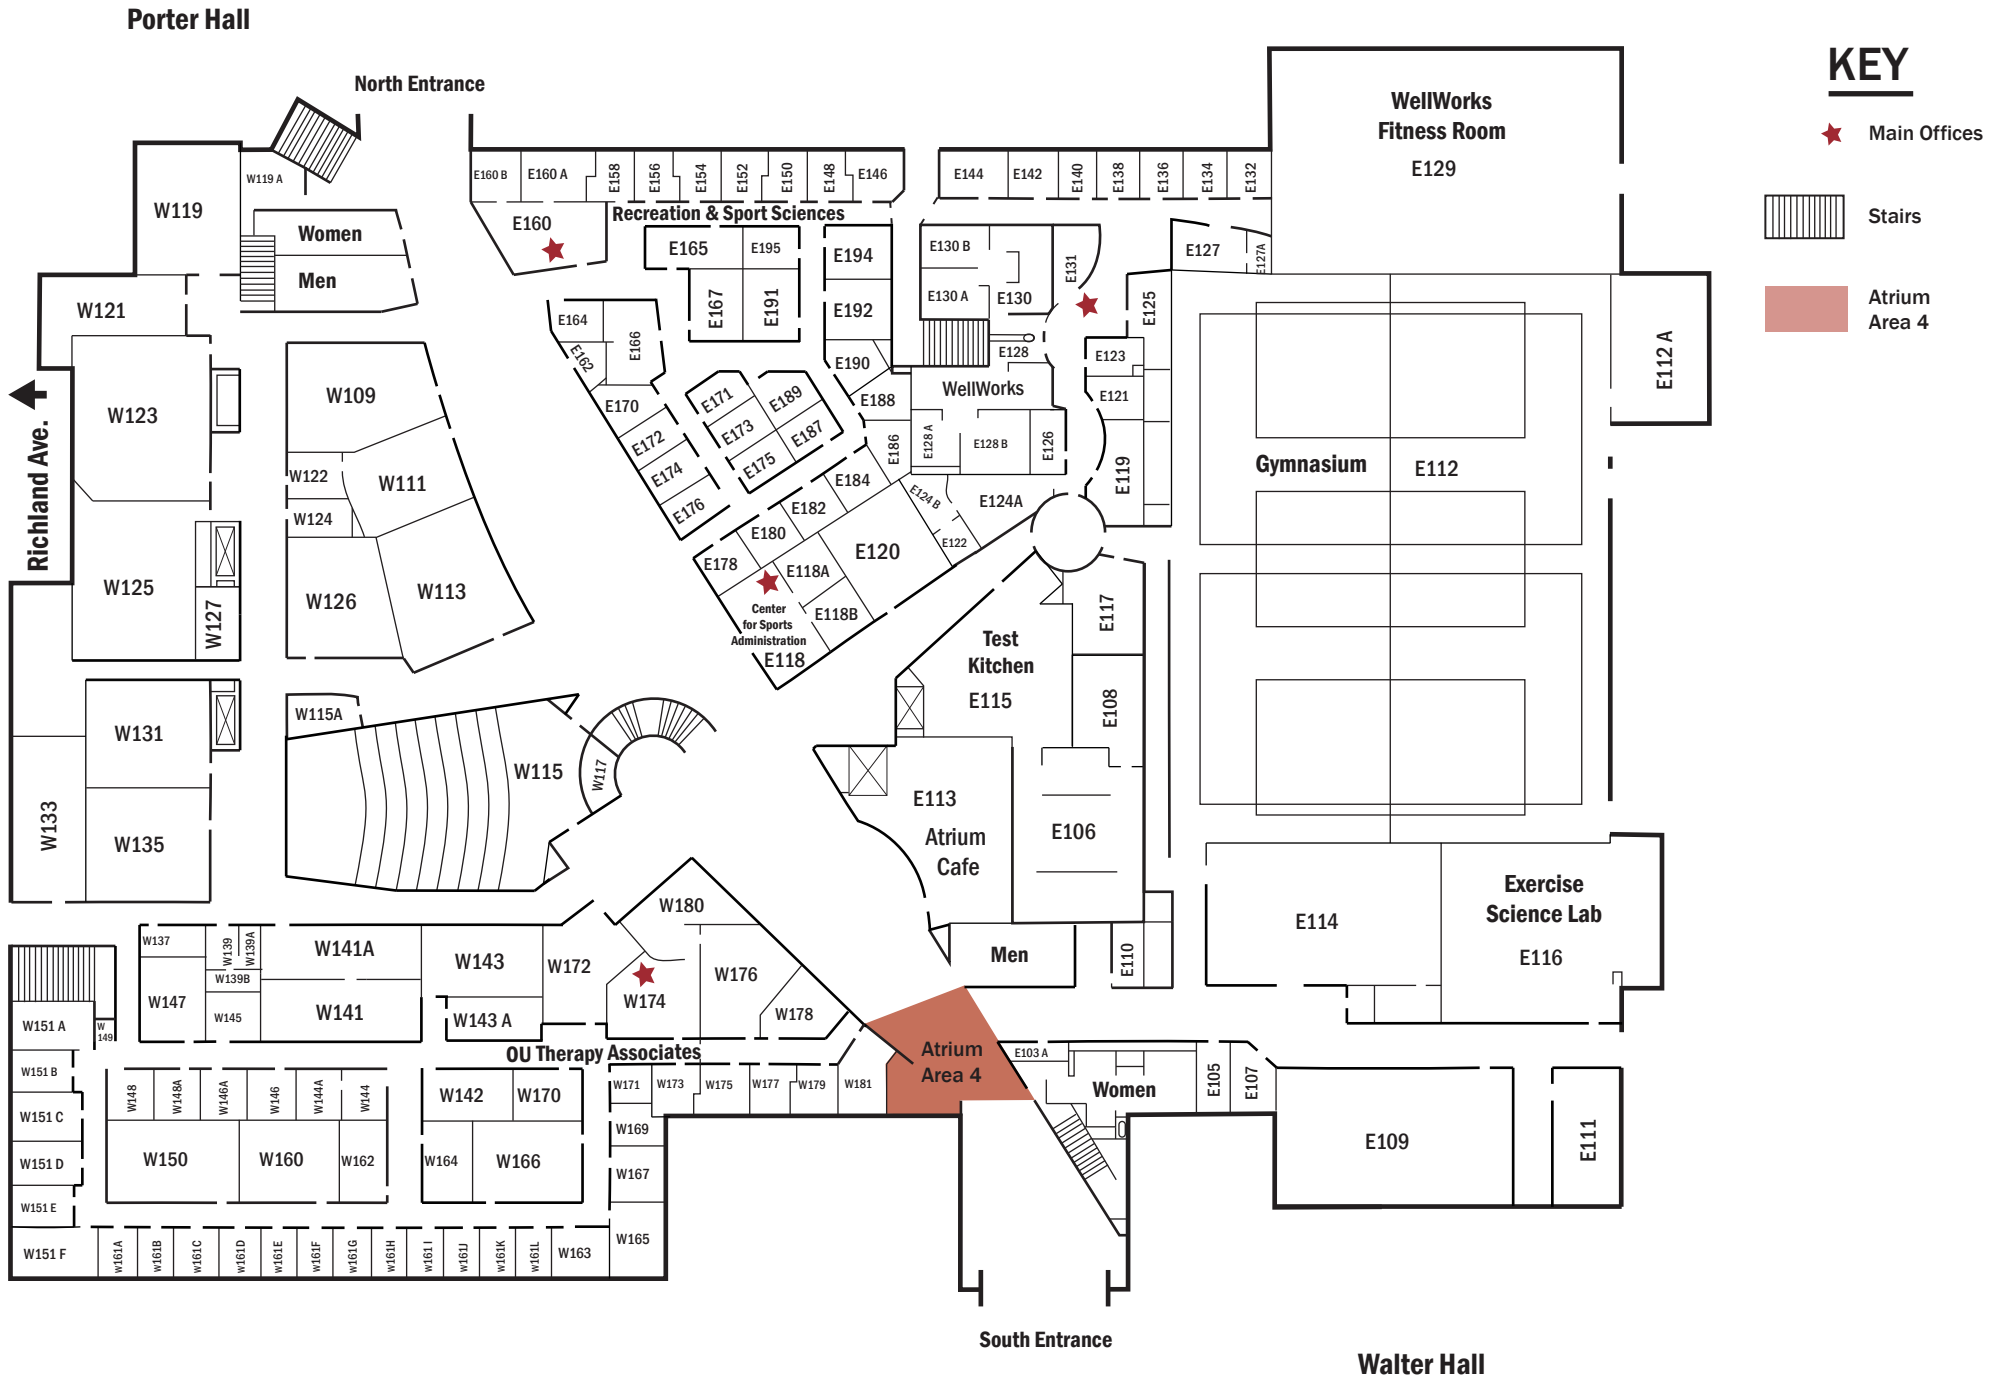 Porter Hall
North Entrance
KEY
Main Offices
Stairs
Atrium
Area 4
WellWorks
Fitness Room
E129
W119 A
W119
Women
Men
W121
W123
Richland Ave.
W125
W127
W109
W122
W111
W124
W126
W113
E160 B
E160 A
E158
E156
E154
E152
E150
E148
E146
E144
E142
E140
E138
E136
E134
E132
E160
Recreation & Sport Sciences
E165
E195
E167
E191
E194
E192
E190
E188
E186
E130 B
E130 A
E130
E131
E127
E127A
E125
E128
E123
E121
E119
WellWorks
E128 A
E128 B
E126
E124 B
E124A
E122
E164
E162
E166
E170
E172
E174
E176
E171
E189
E173
E187
E175
E184
E182
E180
E178
E120
E118A
E118B
Center
for Sports
Administration
E118
Gymnasium
E112
E112 A
E117
Test
Kitchen
E115
E108
E113
Atrium
Cafe
E106
Men
E110
E114
Exercise
Science Lab
E116
W131
W133
W135
W115A
W115
W117
W137
W139
W139A
W139B
W141A
W141
W143
W143 A
W145
W147
W172
W180
W174
W176
W178
OU Therapy Associates
W151 A
W
149
W151 B
W151 C
W151 D
W151 E
W151 F
W148
W148A
W146A
W146
W144A
W144
W150
W160
W162
W142
W170
W164
W166
W171
W173
W175
W177
W179
W181
W169
W167
W165
W161A
W161B
W161C
W161D
W161E
W161F
W161G
W161H
W161 I
W161J
W161K
W161L
W163
Atrium
Area 4
E103 A
Women
E105
E107
E109
E111
South Entrance
Walter Hall